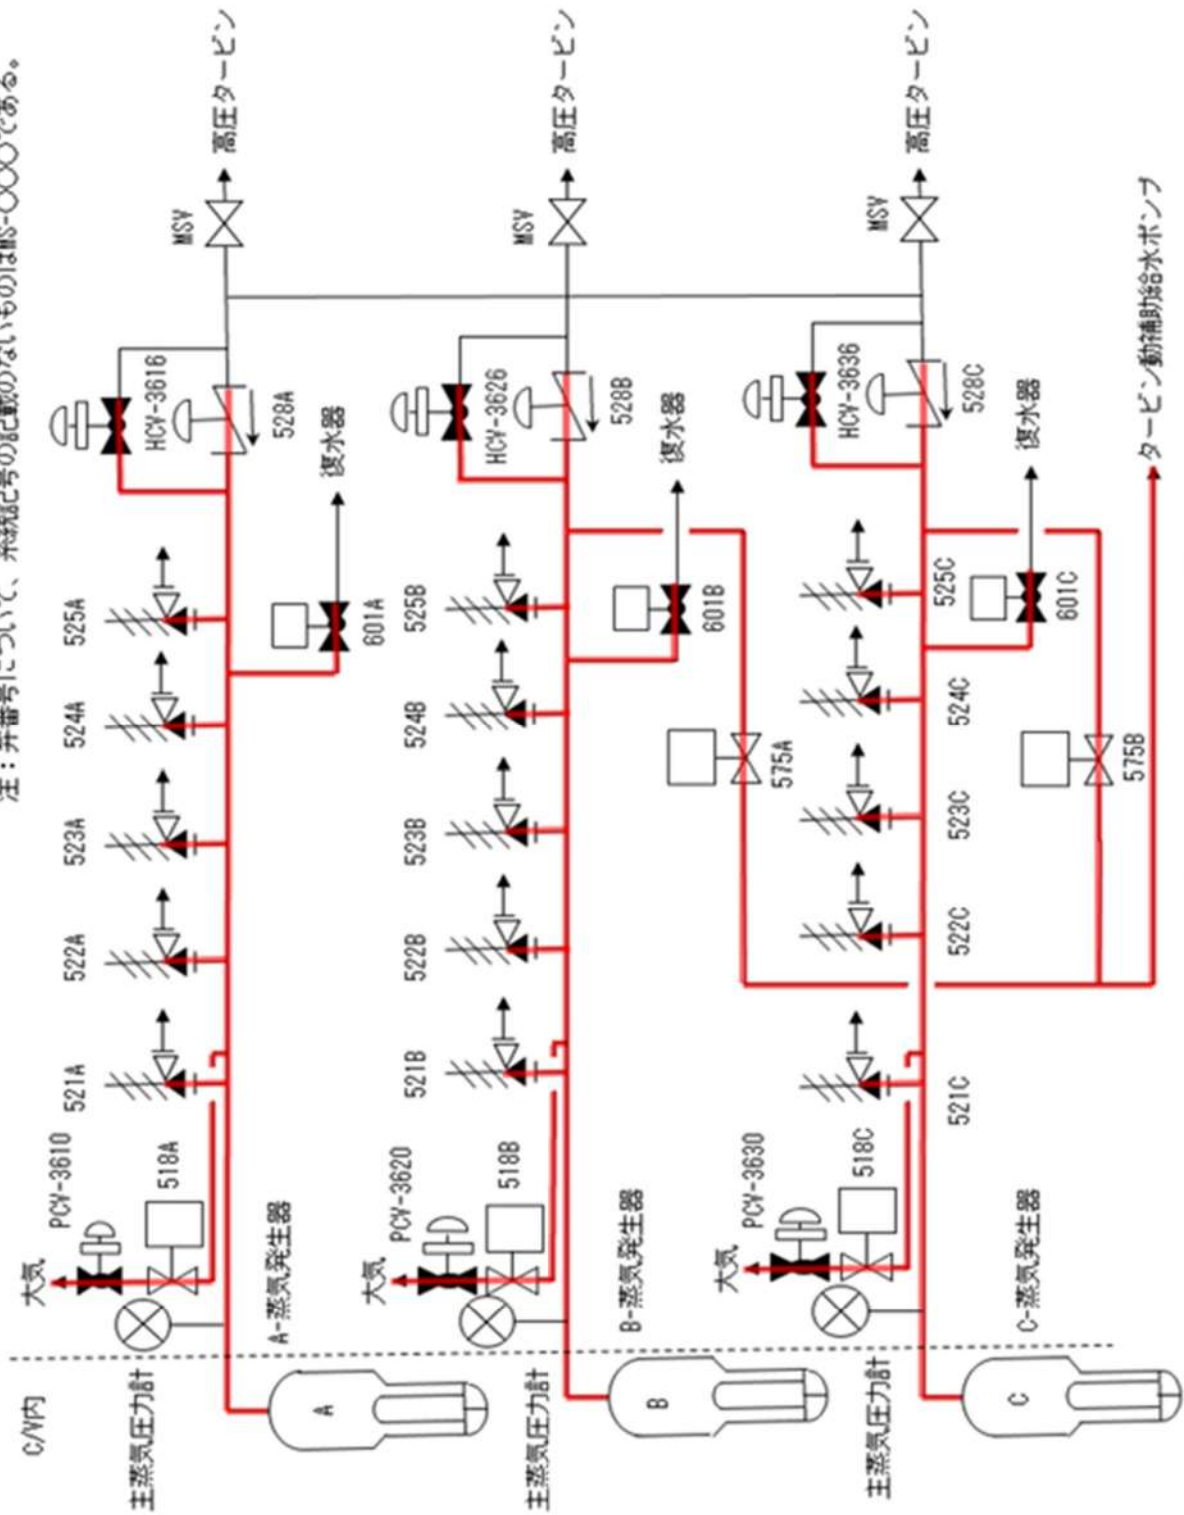 注：弁番号について、系統記号の記載のないものはMS-○○○である。
C/V内
大気
PCV-3610
518A
521A
522A
523A
524A
525A
HCV-3616
528A
MSV
高圧タービン
主蒸気圧力計
A-蒸気発生器
A
601A
復水器
大気
PCV-3620
518B
521B
522B
523B
524B
525B
HCV-3626
528B
MSV
高圧タービン
主蒸気圧力計
B-蒸気発生器
B
601B
復水器
575A
大気
PCV-3630
518C
521C
522C
523C
524C
525C
HCV-3636
528C
MSV
高圧タービン
主蒸気圧力計
C-蒸気発生器
C
601C
復水器
575B
タービン動補助給水ポンプ